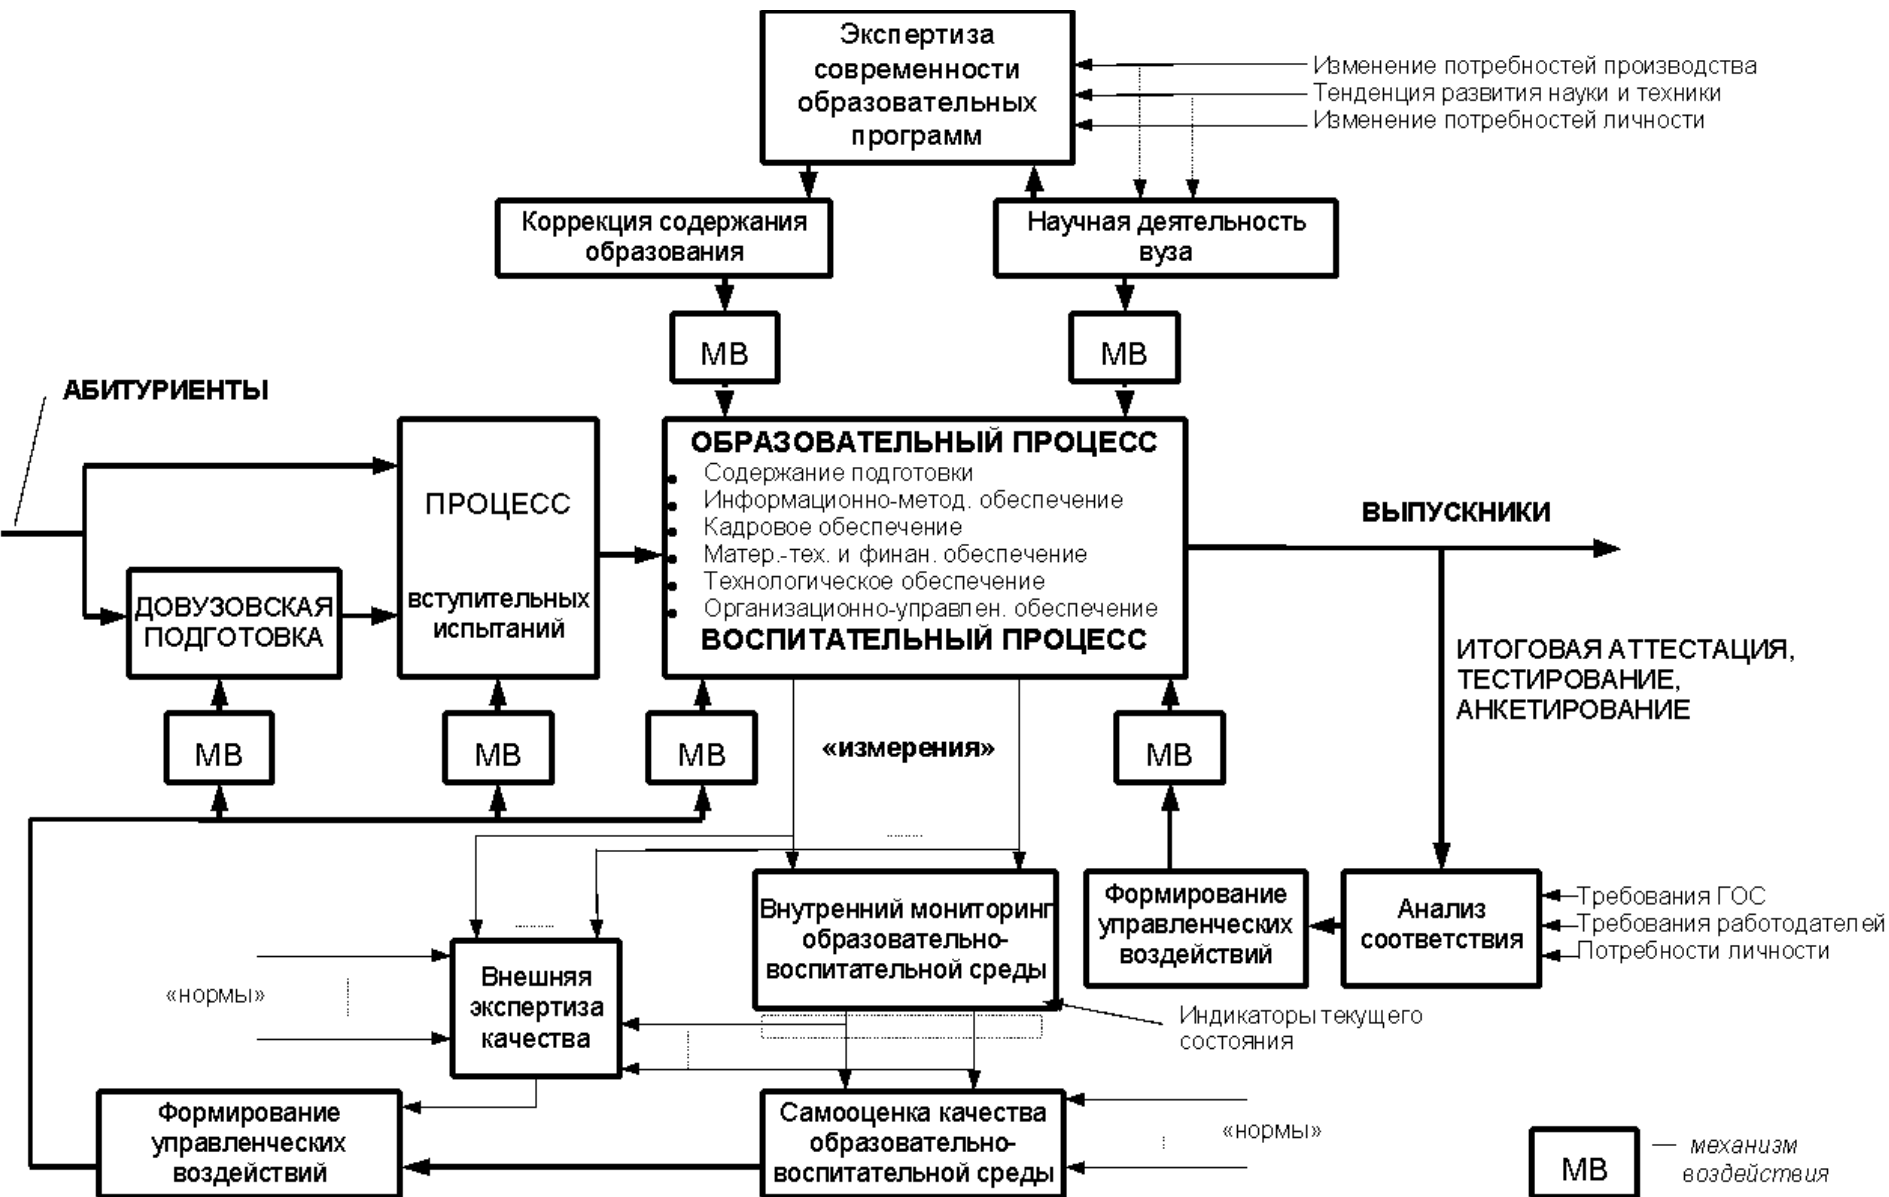 Экспертиза
современности
образовательных
программ
Изменение потребностей производства
Тенденция развития науки и техники
Изменение потребностей личности
Коррекция содержания
образования
Научная деятельность
вуза
МВ
МВ
АБИТУРИЕНТЫ
ПРОЦЕСС
вступительных
испытаний
ДОВУЗОВСКАЯ
ПОДГОТОВКА
ОБРАЗОВАТЕЛЬНЫЙ ПРОЦЕСС
• Содержание подготовки
• Информационно-метод. обеспечение
• Кадровое обеспечение
• Матер.-тех. и финан. обеспечение
• Технологическое обеспечение
• Организационно-управлен. обеспечение
ВОСПИТАТЕЛЬНЫЙ ПРОЦЕСС
ВЫПУСКНИКИ
ИТОГОВАЯ АТТЕСТАЦИЯ,
ТЕСТИРОВАНИЕ,
АНКЕТИРОВАНИЕ
МВ
МВ
МВ
«измерения»
МВ
Внутренний мониторинг
образовательно-
воспитательной среды
Формирование
управленческих
воздействий
Анализ
соответствия
Требования ГОС
Требования работодателей
Потребности личности
«нормы»
Внешняя
экспертиза
качества
Индикаторы текущего
состояния
Формирование
управленческих
воздействий
Самооценка качества
образовательно-
воспитательной среды
«нормы»
МВ
— механизм
воздействия